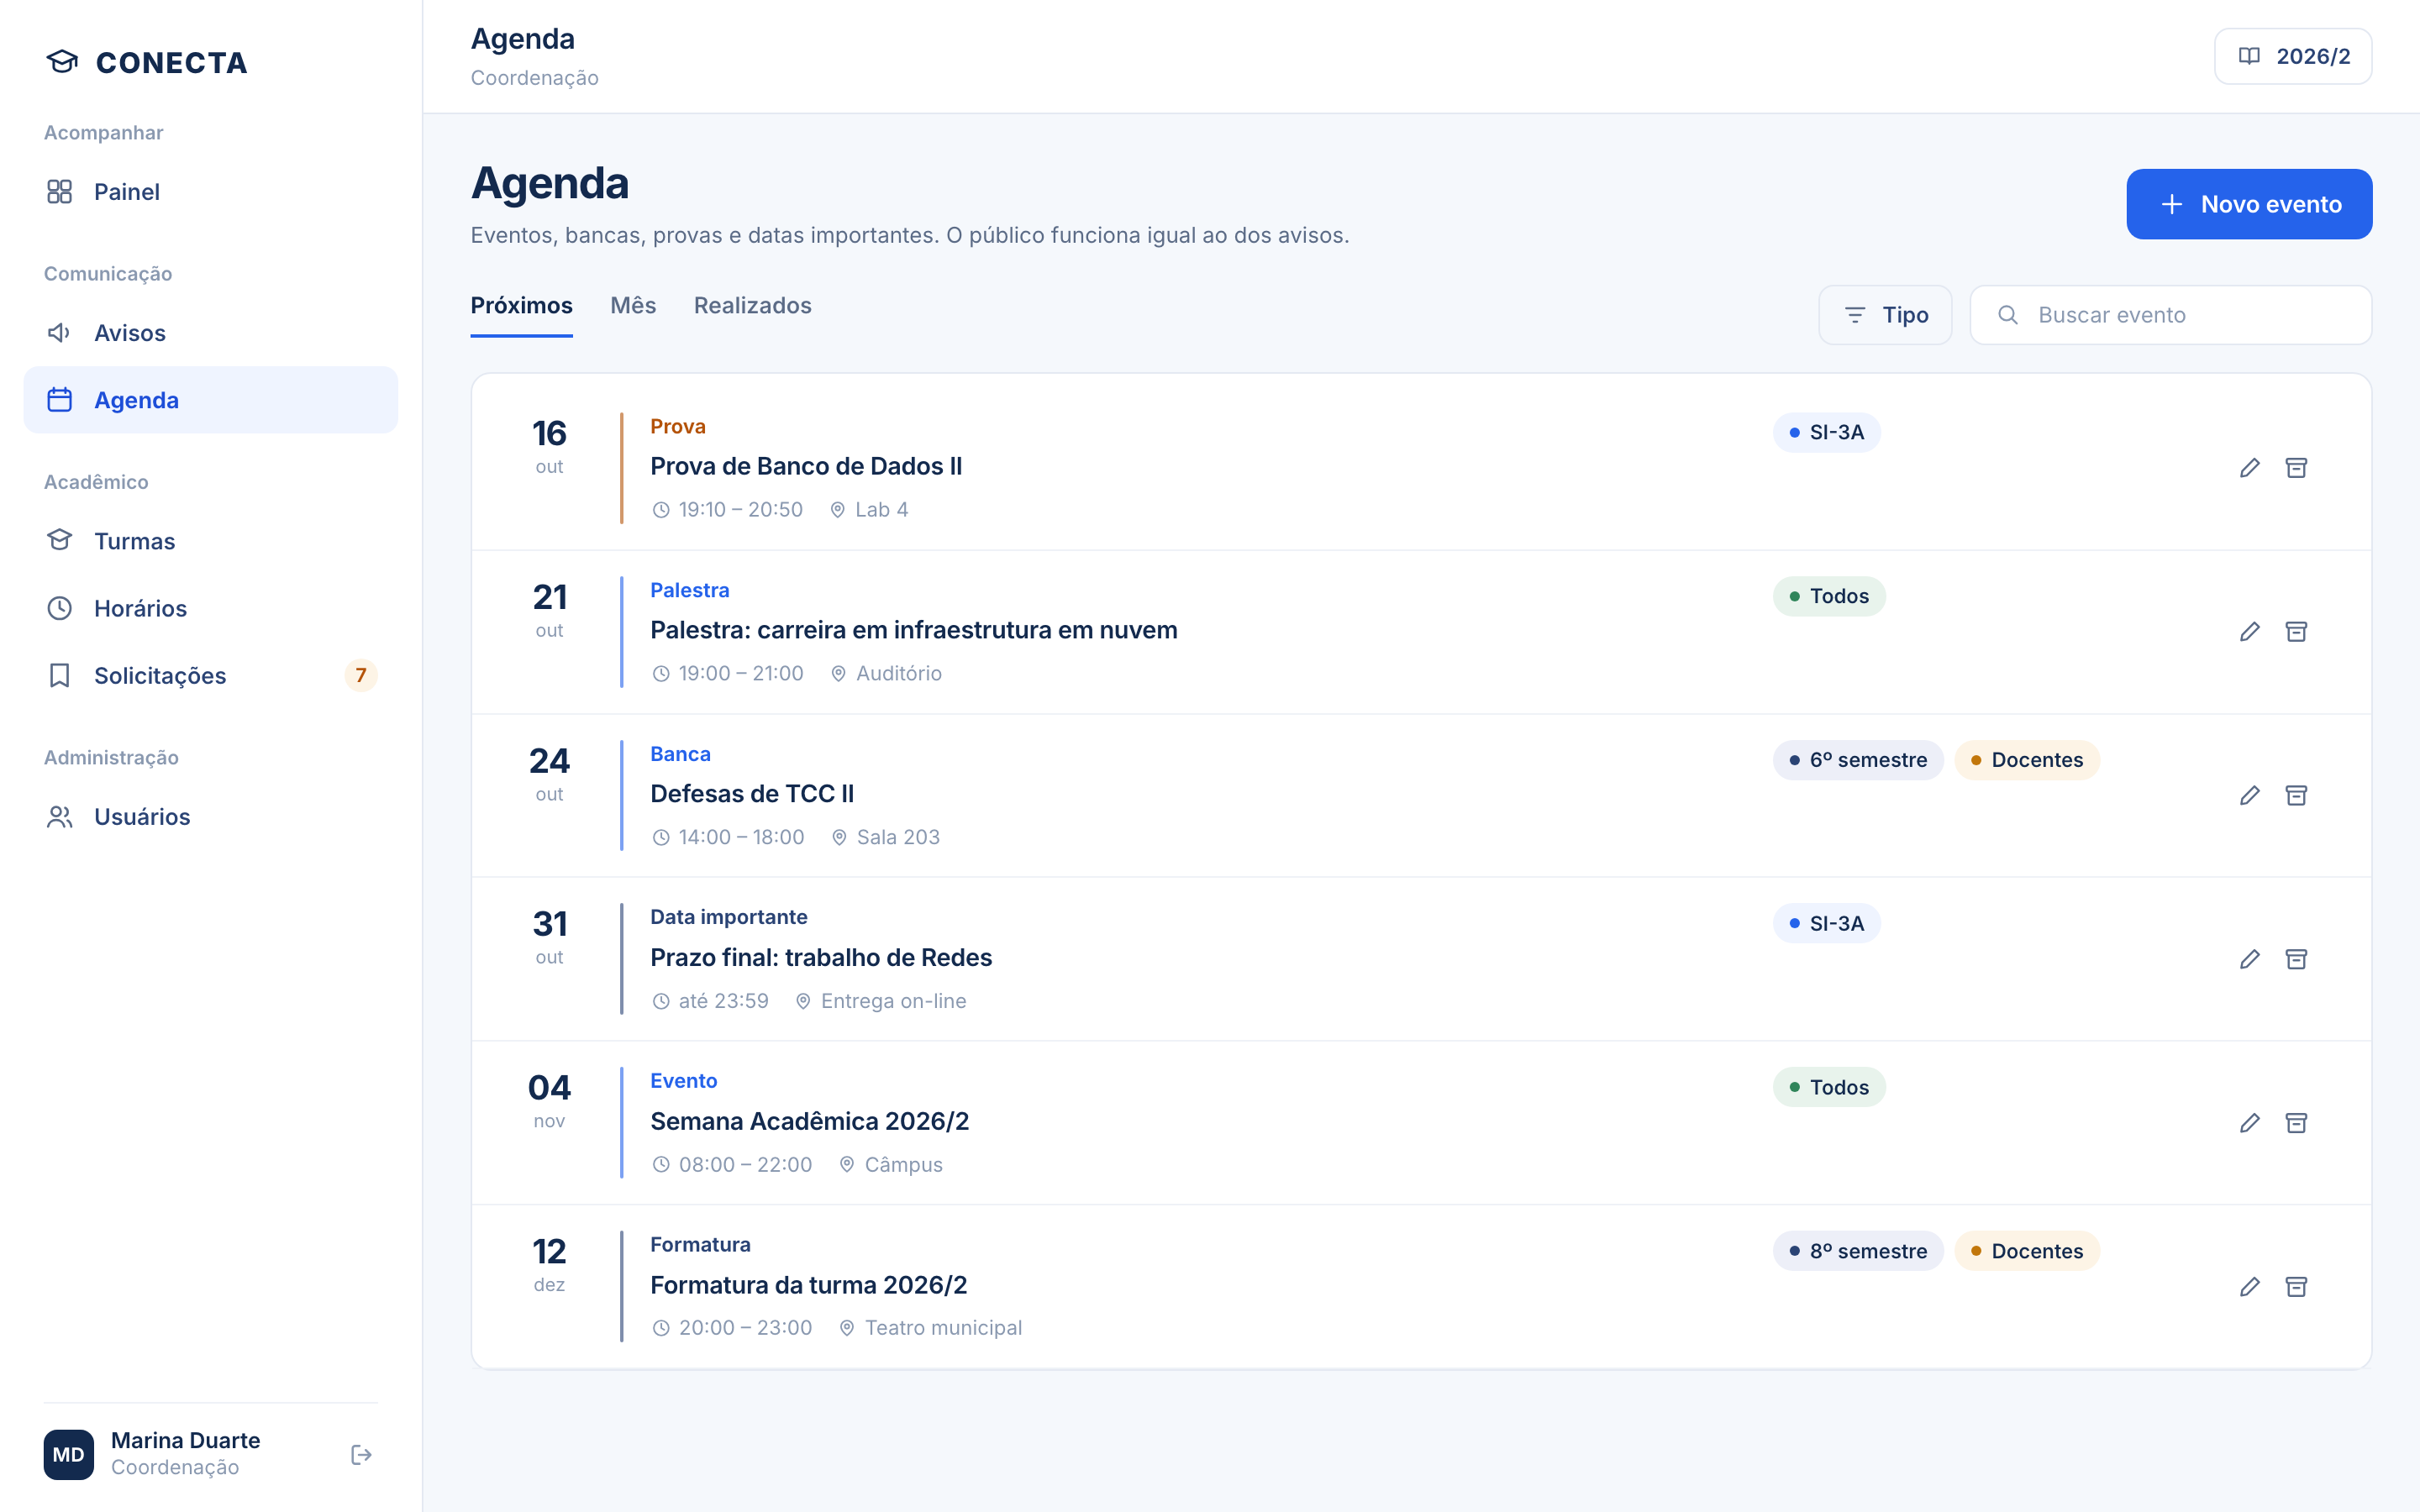 CONECTA
Acompanhar
Painel
Comunicação
Avisos
Agenda
Acadêmico
Turmas
Horários
Solicitações 7
Administração
Usuários
MD
Marina Duarte
Coordenação
Agenda
Coordenação
2026/2
Agenda
Eventos, bancas, provas e datas importantes. O público funciona igual ao dos avisos.
Novo evento
Próximos Mês Realizados
Tipo
Buscar evento
16
out
Prova
Prova de Banco de Dados II
19:10 – 20:50 Lab 4
SI-3A
21
out
Palestra
Palestra: carreira em infraestrutura em nuvem
19:00 – 21:00 Auditório
Todos
24
out
Banca
Defesas de TCC II
14:00 – 18:00 Sala 203
6º semestre Docentes
31
out
Data importante
Prazo final: trabalho de Redes
até 23:59 Entrega on-line
SI-3A
04
nov
Evento
Semana Acadêmica 2026/2
08:00 – 22:00 Câmpus
Todos
12
dez
Formatura
Formatura da turma 2026/2
20:00 – 23:00 Teatro municipal
8º semestre Docentes